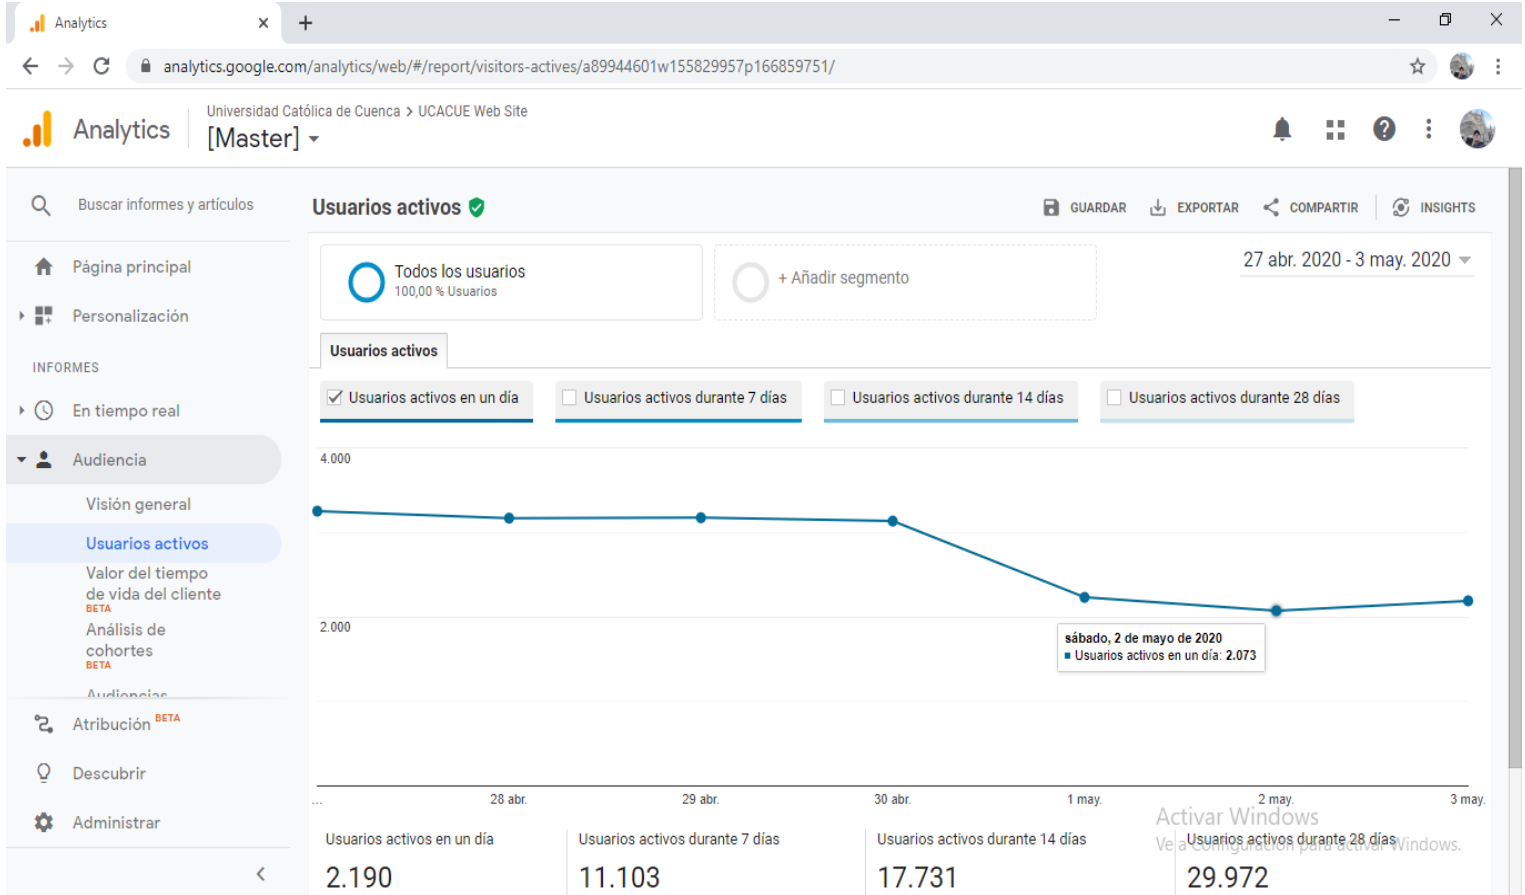 Analytics
analytics.google.com/analytics/web/#/report/visitors-actives/a89944601w155829957p166859751/
Analytics
Universidad Católica de Cuenca > UCACUE Web Site
[Master]
Buscar informes y artículos
Usuarios activos
GUARDAR
EXPORTAR
COMPARTIR
INSIGHTS
Página principal
Personalización
INFORMES
En tiempo real
Audiencia
Visión general
Usuarios activos
Valor del tiempo
de vida del cliente
BETA
Análisis de
cohortes
BETA
Audiencias
Atribución BETA
Descubrir
Administrar
Todos los usuarios
100,00 % Usuarios
+ Añadir segmento
27 abr. 2020 - 3 may. 2020
Usuarios activos
Usuarios activos en un día
Usuarios activos durante 7 días
Usuarios activos durante 14 días
Usuarios activos durante 28 días
4.000
2.000
sábado, 2 de mayo de 2020
Usuarios activos en un día: 2.073
...
28 abr.
29 abr.
30 abr.
1 may.
2 may.
3 may.
Activar Windows
Ve a Configuración para activar Windows.
Usuarios activos en un día
2.190
Usuarios activos durante 7 días
11.103
Usuarios activos durante 14 días
17.731
Usuarios activos durante 28 días
29.972